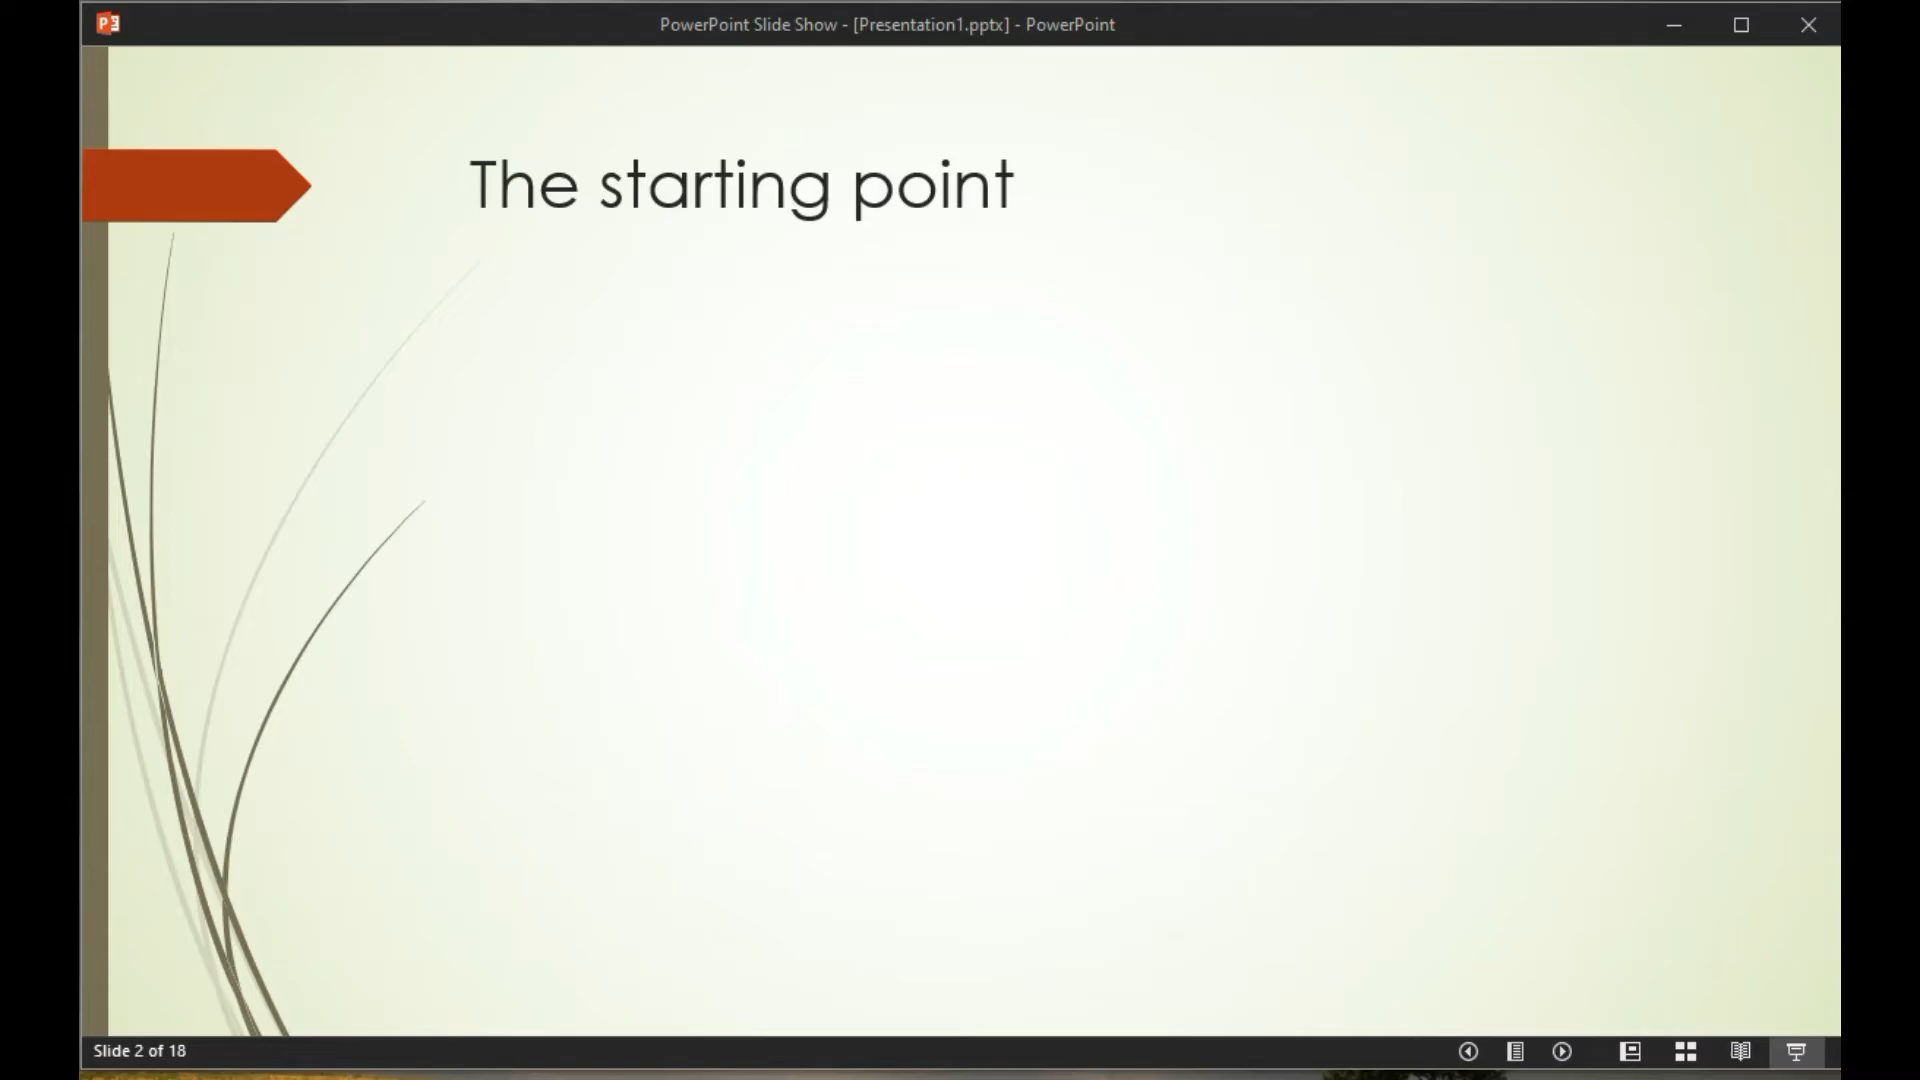 PowerPoint Slide Show - [Presentation1.pptx] - PowerPoint
The starting point
Slide 2 of 18